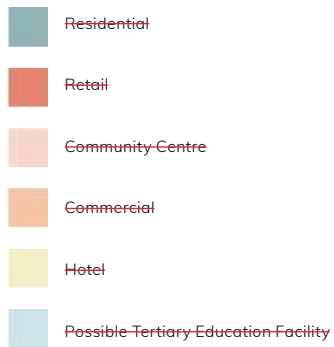 Residential
Retail
Community Centre
Commercial
Hotel
Possible Tertiary Education Facility